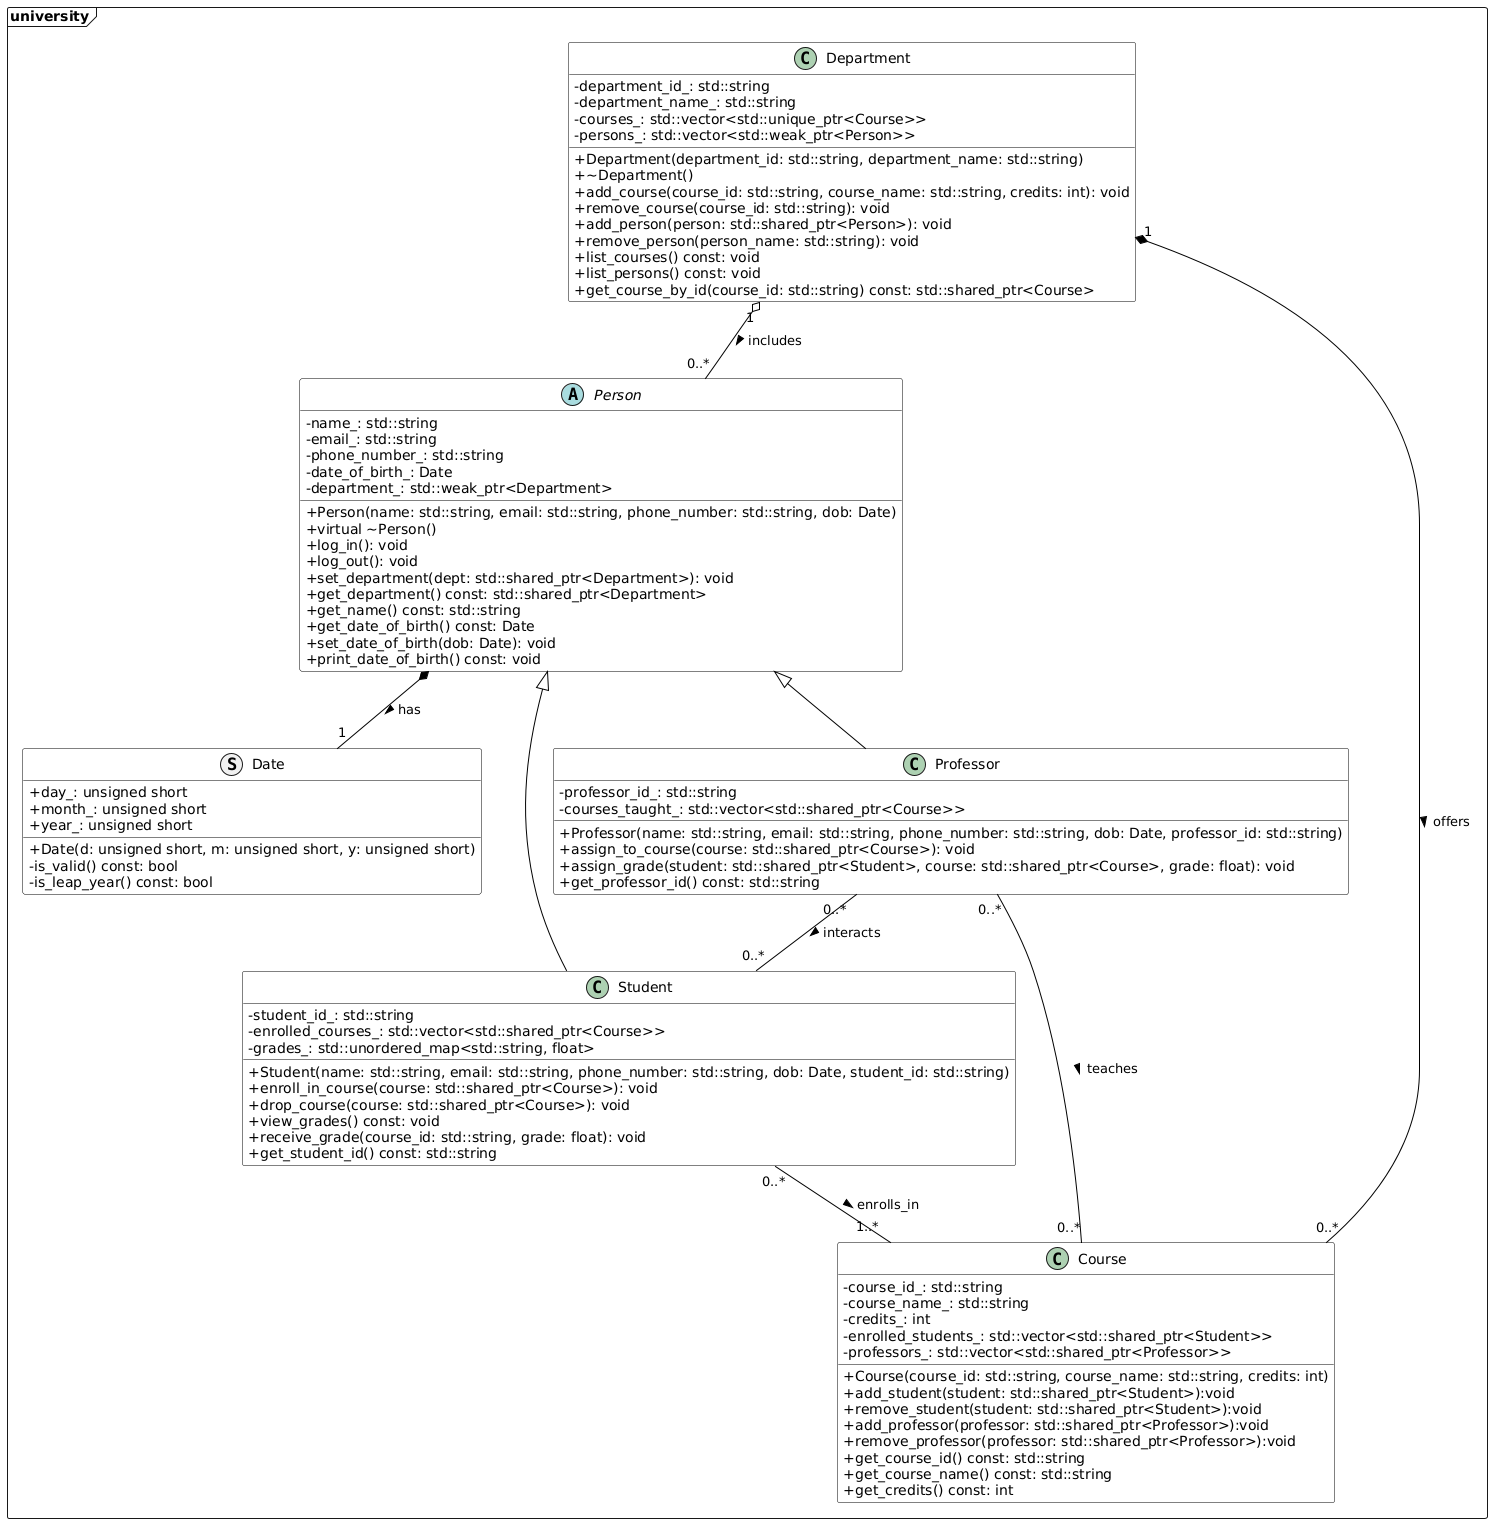 university
C Department
-department_id_: std::string
-department_name_: std::string
-courses_: std::vector<std::unique_ptr<Course>>
-persons_: std::vector<std::weak_ptr<Person>>
+Department(department_id: std::string, department_name: std::string)
+~Department()
+add_course(course_id: std::string, course_name: std::string, credits: int): void
+remove_course(course_id: std::string): void
+add_person(person: std::shared_ptr<Person>): void
+remove_person(person_name: std::string): void
+list_courses() const: void
+list_persons() const: void
+get_course_by_id(course_id: std::string) const: std::shared_ptr<Course>
1
1
includes
0..*
A Person
-name_: std::string
-email_: std::string
-phone_number_: std::string
-date_of_birth_: Date
-department_: std::weak_ptr<Department>
+Person(name: std::string, email: std::string, phone_number: std::string, dob: Date)
+virtual ~Person()
+log_in(): void
+log_out(): void
+set_department(dept: std::shared_ptr<Department>): void
+get_department() const: std::shared_ptr<Department>
+get_name() const: std::string
+get_date_of_birth() const: Date
+set_date_of_birth(dob: Date): void
+print_date_of_birth() const: void
has
1
S Date
+day_: unsigned short
+month_: unsigned short
+year_: unsigned short
+Date(d: unsigned short, m: unsigned short, y: unsigned short)
-is_valid() const: bool
-is_leap_year() const: bool
C Professor
-professor_id_: std::string
-courses_taught_: std::vector<std::shared_ptr<Course>>
+Professor(name: std::string, email: std::string, phone_number: std::string, dob: Date, professor_id: std::string)
+assign_to_course(course: std::shared_ptr<Course>): void
+assign_grade(student: std::shared_ptr<Student>, course: std::shared_ptr<Course>, grade: float): void
+get_professor_id() const: std::string
offers
0..*
0..*
interacts
0..*
C Student
-student_id_: std::string
-enrolled_courses_: std::vector<std::shared_ptr<Course>>
-grades_: std::unordered_map<std::string, float>
+Student(name: std::string, email: std::string, phone_number: std::string, dob: Date, student_id: std::string)
+enroll_in_course(course: std::shared_ptr<Course>): void
+drop_course(course: std::shared_ptr<Course>): void
+view_grades() const: void
+receive_grade(course_id: std::string, grade: float): void
+get_student_id() const: std::string
teaches
0..*
enrolls_in
1..*
0..*
0..*
C Course
-course_id_: std::string
-course_name_: std::string
-credits_: int
-enrolled_students_: std::vector<std::shared_ptr<Student>>
-professors_: std::vector<std::shared_ptr<Professor>>
+Course(course_id: std::string, course_name: std::string, credits: int)
+add_student(student: std::shared_ptr<Student>):void
+remove_student(student: std::shared_ptr<Student>):void
+add_professor(professor: std::shared_ptr<Professor>):void
+remove_professor(professor: std::shared_ptr<Professor>):void
+get_course_id() const: std::string
+get_course_name() const: std::string
+get_credits() const: int